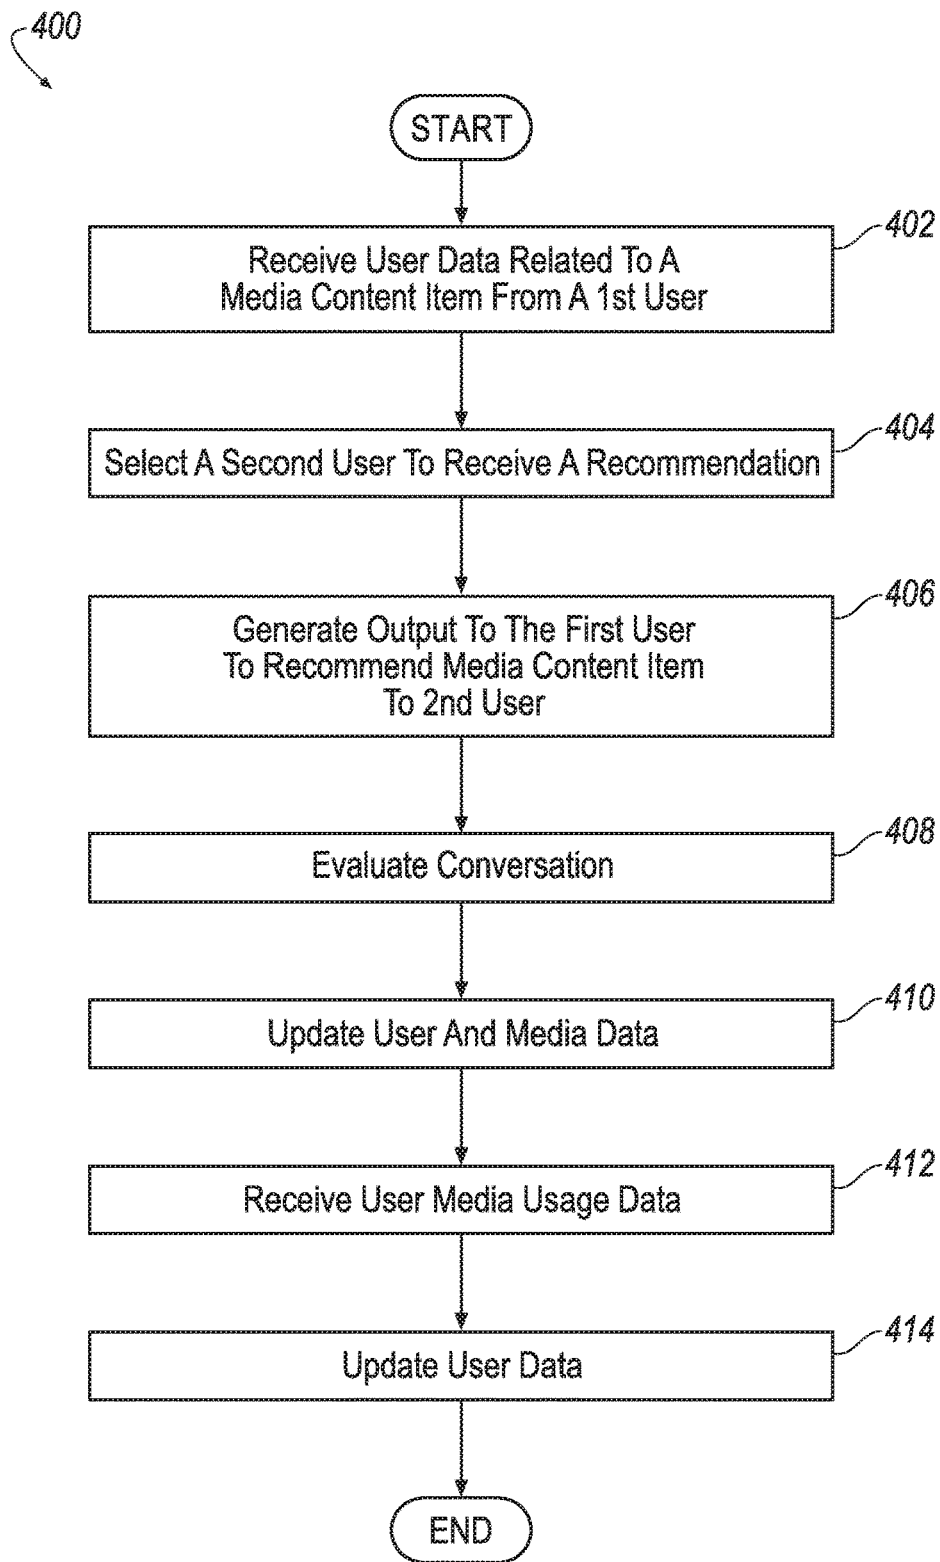 400
START
402
Receive User Data Related To A
Media Content Item From A 1st User
404
Select A Second User To Receive A Recommendation
406
Generate Output To The First User
To Recommend Media Content Item
To 2nd User
408
Evaluate Conversation
410
Update User And Media Data
412
Receive User Media Usage Data
414
Update User Data
END